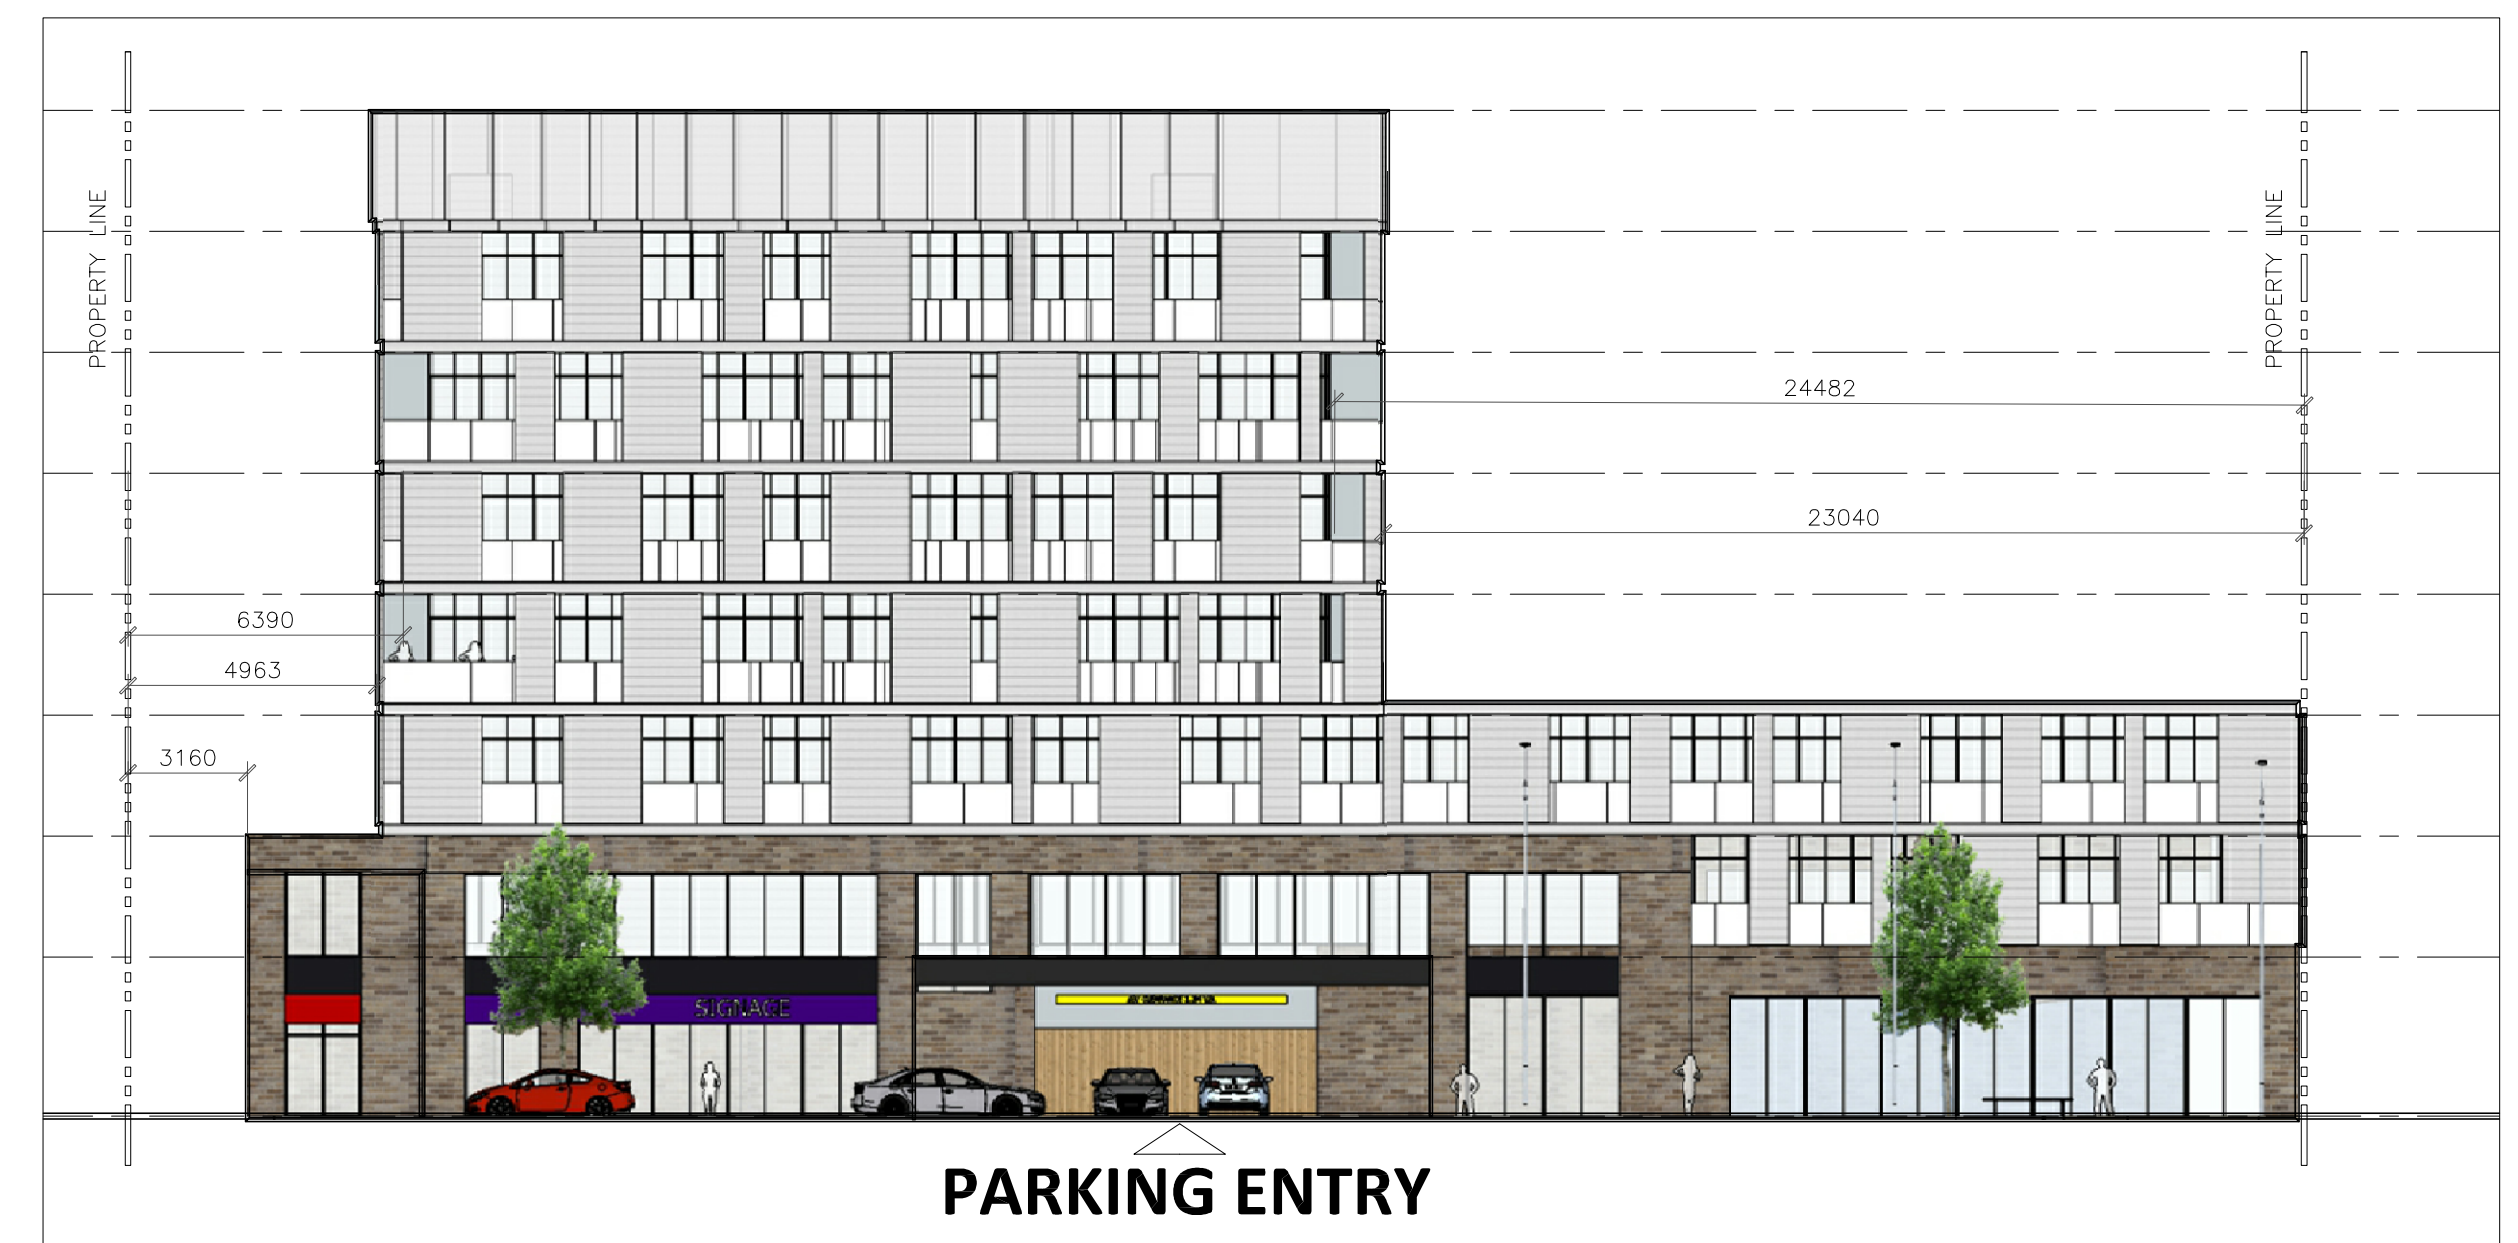 PROPERTY LINE
PROPERTY LINE
24482
23040
6390
4963
3160
SIGNAGE
PARKING ENTRY